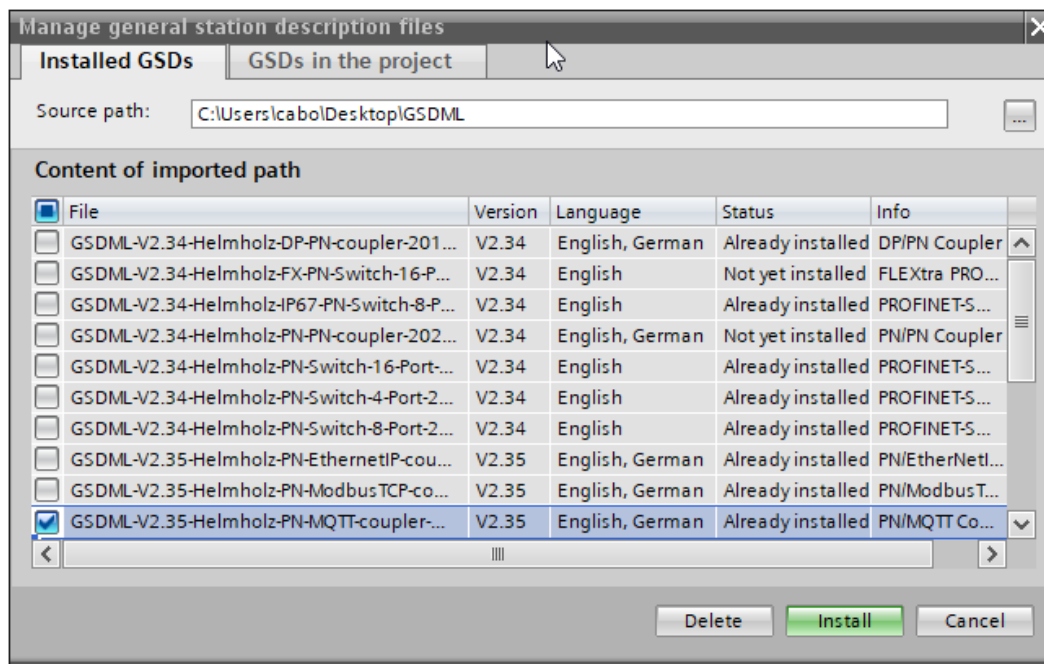 Manage general station description files
Installed GSDs GSDs in the project
Source path: C:\Users\cabo\Desktop\GSDML ...
Content of imported path
File Version Language Status Info
GSDML-V2.34-Helmholz-DP-PN-coupler-201... V2.34 English, German Already installed DP/PN Coupler
GSDML-V2.34-Helmholz-FX-PN-Switch-16-P... V2.34 English Not yet installed FLEXtra PRO...
GSDML-V2.34-Helmholz-IP67-PN-Switch-8-P... V2.34 English Already installed PROFINET-S...
GSDML-V2.34-Helmholz-PN-PN-coupler-202... V2.34 English, German Not yet installed PN/PN Coupler
GSDML-V2.34-Helmholz-PN-Switch-16-Port-... V2.34 English Already installed PROFINET-S...
GSDML-V2.34-Helmholz-PN-Switch-4-Port-2... V2.34 English Already installed PROFINET-S...
GSDML-V2.34-Helmholz-PN-Switch-8-Port-2... V2.34 English Already installed PROFINET-S...
GSDML-V2.35-Helmholz-PN-EthernetIP-cou... V2.35 English, German Already installed PN/EtherNetI...
GSDML-V2.35-Helmholz-PN-ModbusTCP-co... V2.35 English, German Already installed PN/ModbusT...
GSDML-V2.35-Helmholz-PN-MQTT-coupler-... V2.35 English, German Already installed PN/MQTT Co...
Delete Install Cancel